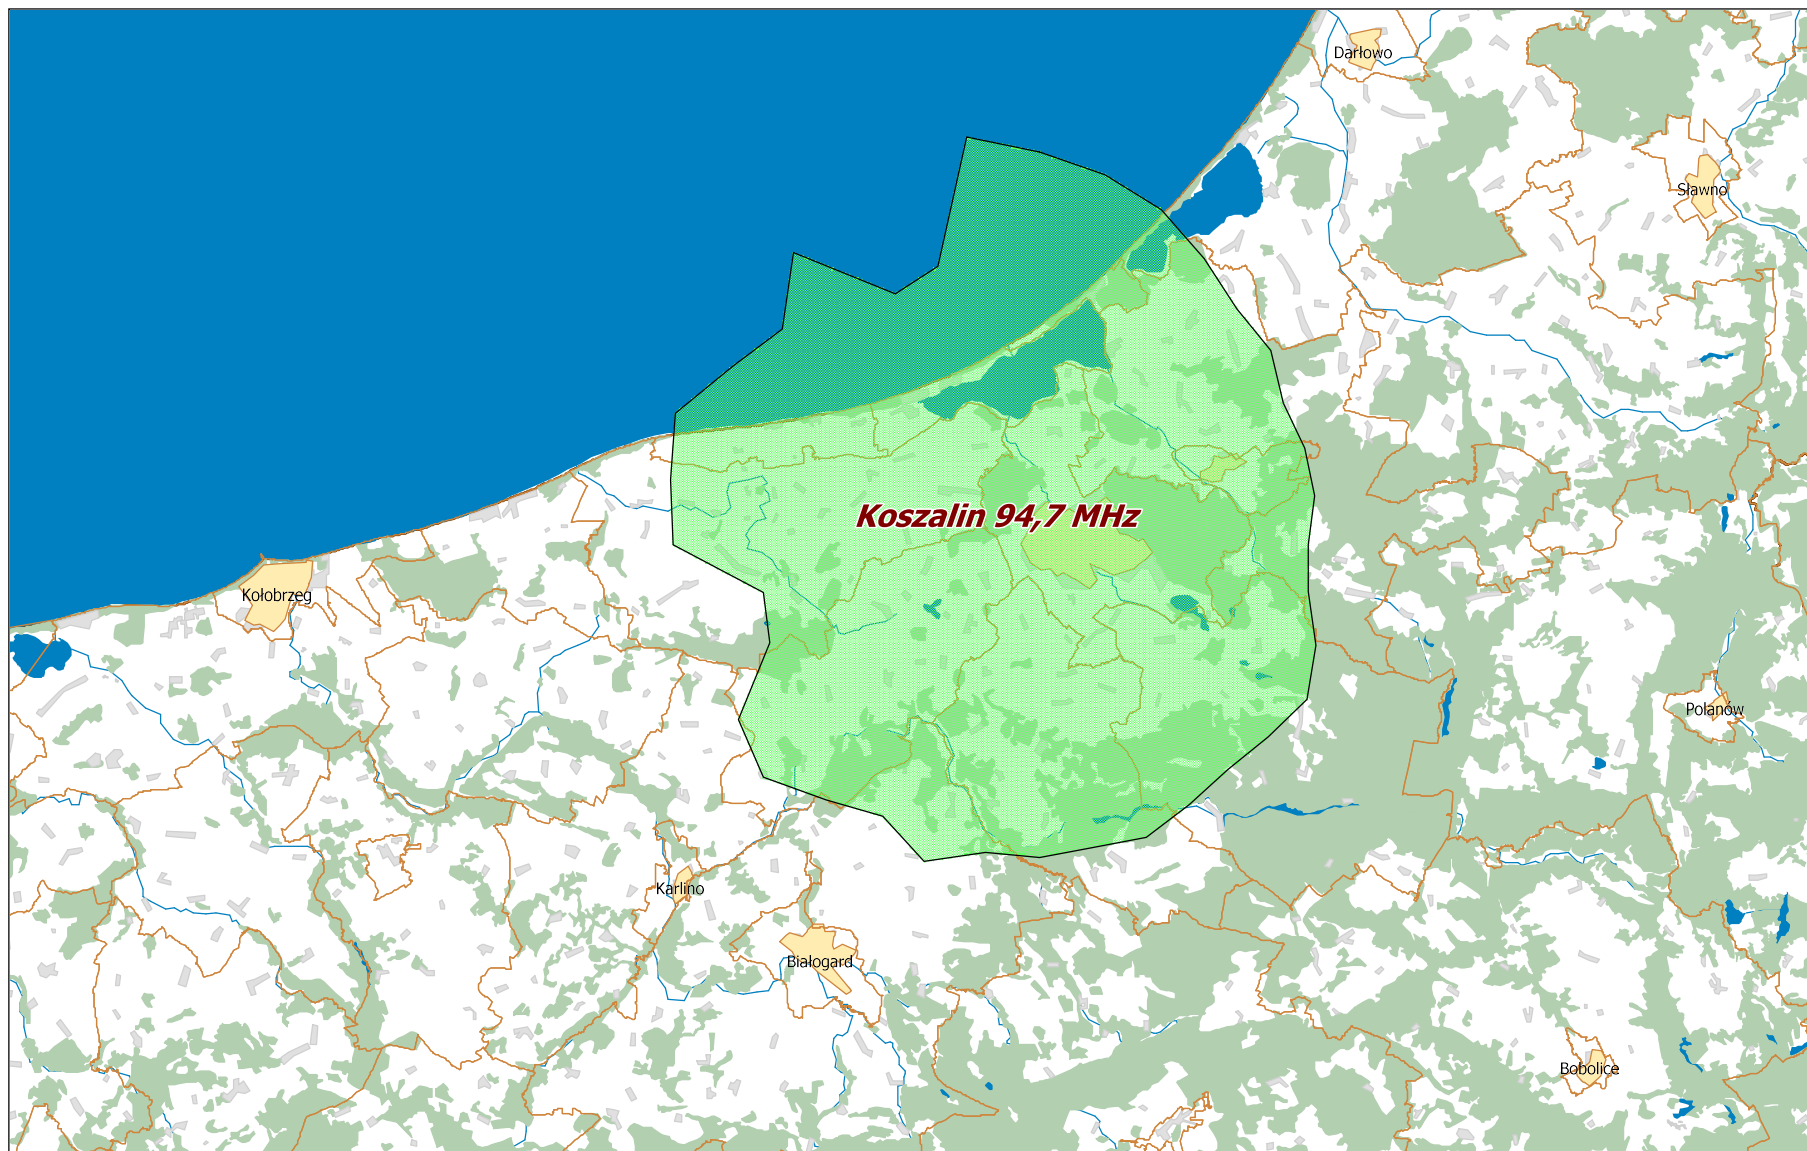 Darłowo
Sławno
Koszalin 94,7 MHz
Kołobrzeg
Polanów
Karlino
Białogard
Bobolice